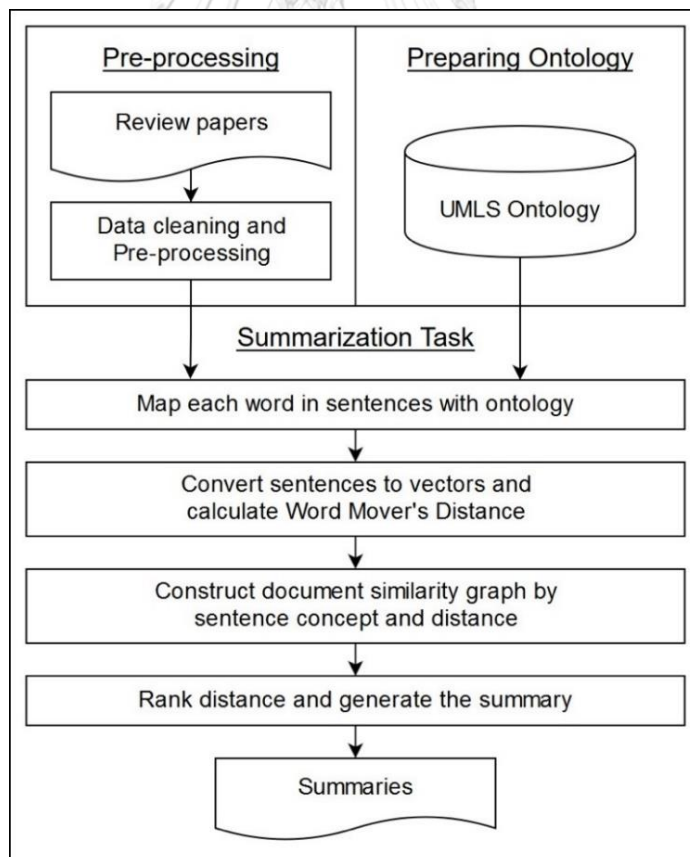 Pre-processing
Review papers
Data cleaning and
Pre-processing
Preparing Ontology
UMLS Ontology
Summarization Task
Map each word in sentences with ontology
Convert sentences to vectors and
calculate Word Mover's Distance
Construct document similarity graph by
sentence concept and distance
Rank distance and generate the summary
Summaries